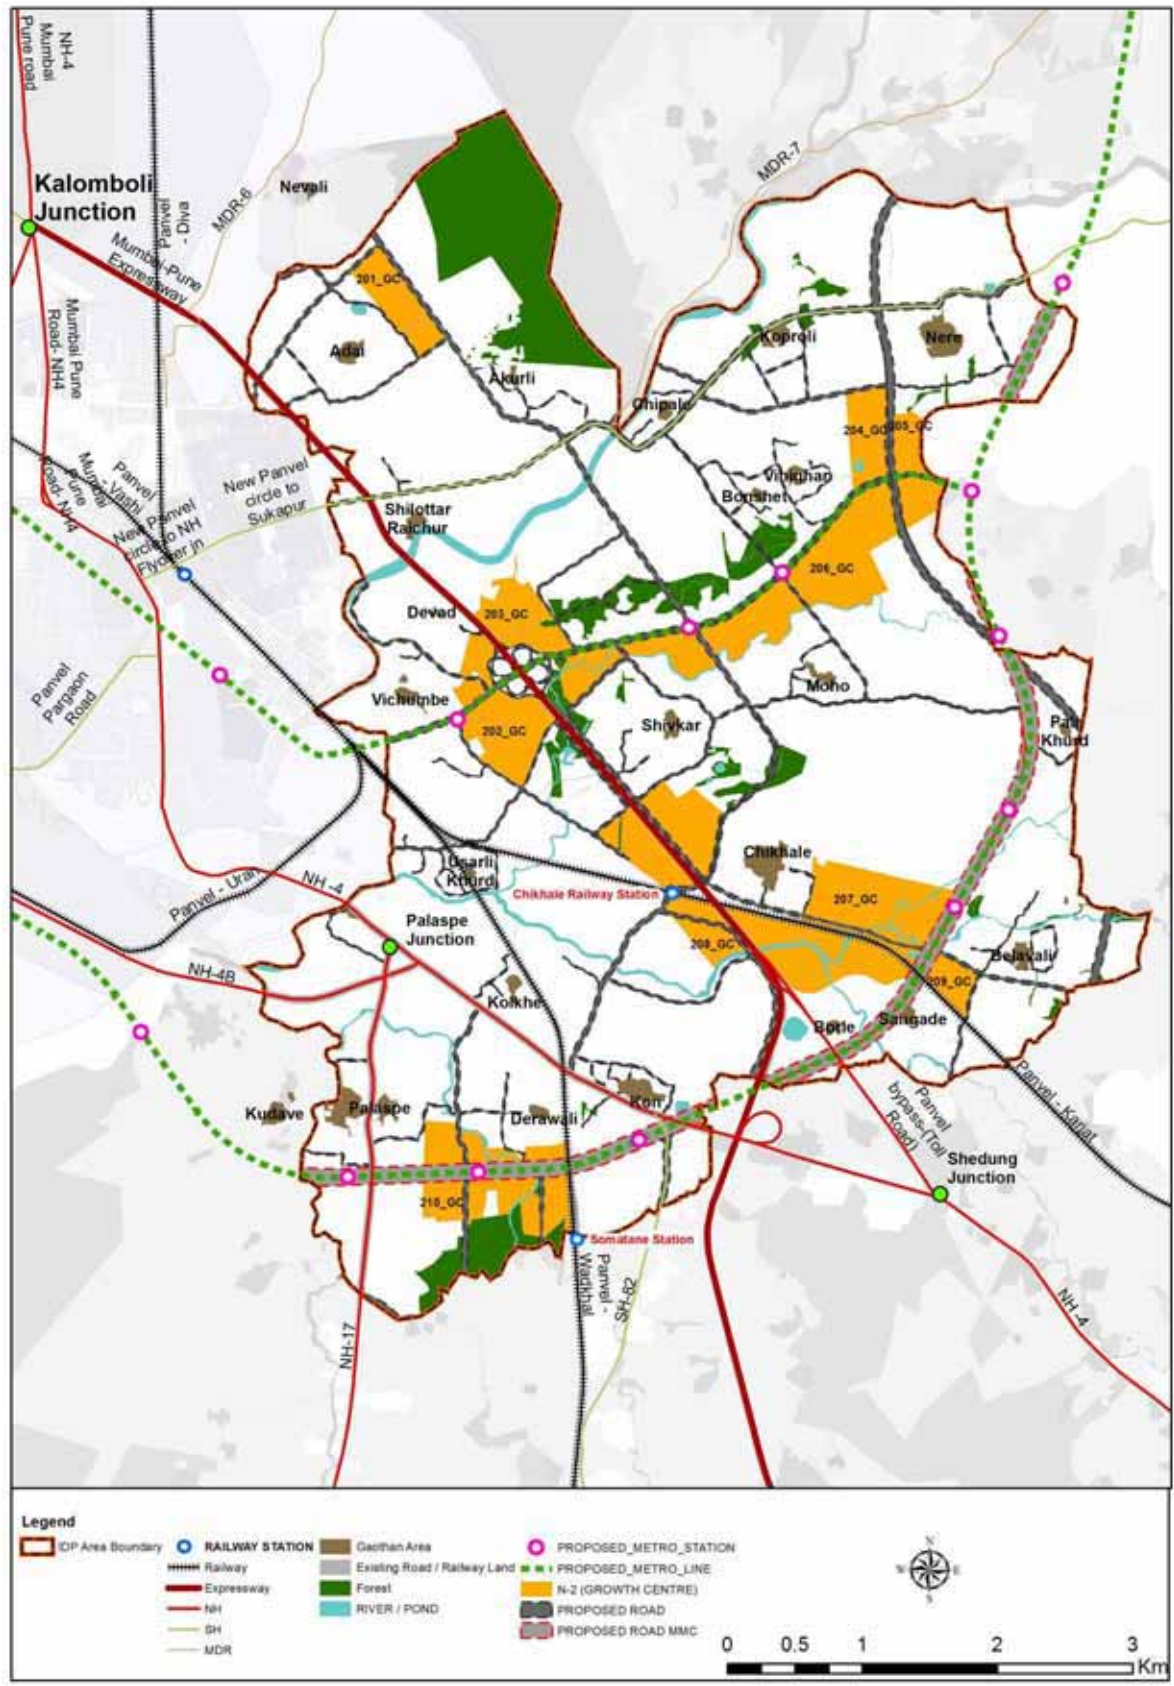 NH-4
Mumbai
Pune road
Kalomboli
Junction
Diva -
Panvel
MDR-6
Nevali
MDR-7
Mumbai-Pune
Expressway
201_GC
Adai
Akurli
Koproli
Nere
Mumbai Pune
Road- NH4
Chipale
204_GC
205_GC
Mumbai
Pune
Road- NH4
Panvel
- Vashi
New Panvel
circle to NH
Flyover jn
New Panvel
circle to
Sukapur
Shilottar
Raichur
Vihighar
Bonshet
206_GC
Devad
203_GC
Panvel
Pargaon
Road
Vichumbe
202_GC
Moho
Shivkar
Pali
Khurd
Usarli
Khurd
Chikhale
Chikhale Railway Station
207_GC
Panvel - Uran
NH -4
Palaspe
Junction
208_GC
Belavali
209_GC
NH-4B
Kolkhe
Borle
Sangade
Kudave
Palaspe
Derawali
Kon
Panvel
bypass-(Toll
Road)
Panvel - Karjat
Shedung
Junction
210_GC
Somatane Station
Panvel -
Wadkhal
SH-82
NH-17
NH -4
Legend
IDP Area Boundary
RAILWAY STATION
Railway
Expressway
NH
SH
MDR
Gaothan Area
Existing Road / Railway Land
Forest
RIVER / POND
PROPOSED_METRO_STATION
PROPOSED_METRO_LINE
N-2 (GROWTH CENTRE)
PROPOSED ROAD
PROPOSED ROAD MMC
N
W E
S
0 0.5 1 2 3
Km